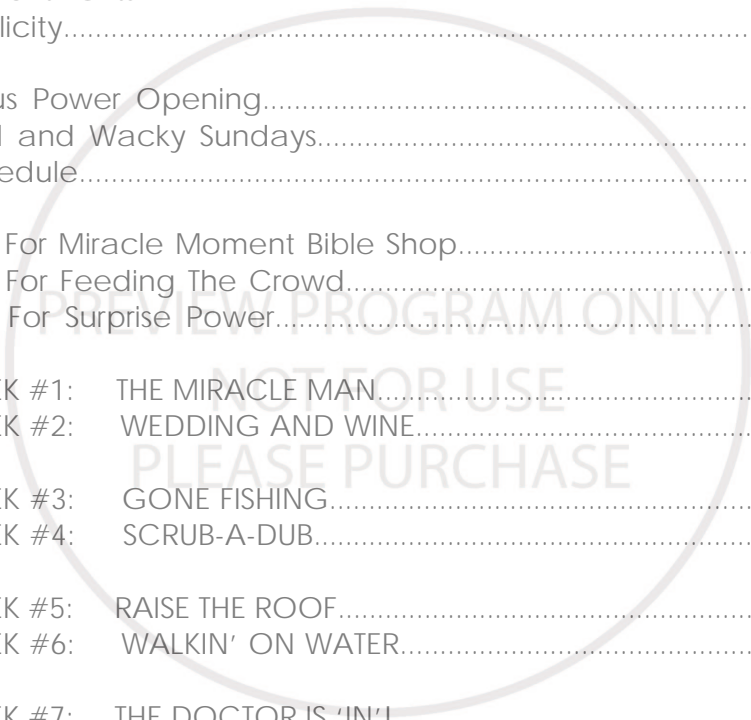 licity
us Power Opening
l and Wacky Sundays
edule
For Miracle Moment Bible Shop
For Feeding The Crowd
For Surprise Power
PREVIEW PROGRAM ONLY
K #1: THE MIRACLE MAN
NOT FOR USE
K #2: WEDDING AND WINE
PLEASE PURCHASE
K #3: GONE FISHING
K #4: SCRUB-A-DUB
K #5: RAISE THE ROOF
K #6: WALKIN’ ON WATER
K #7: THE DOCTOR IS ‘IN’!